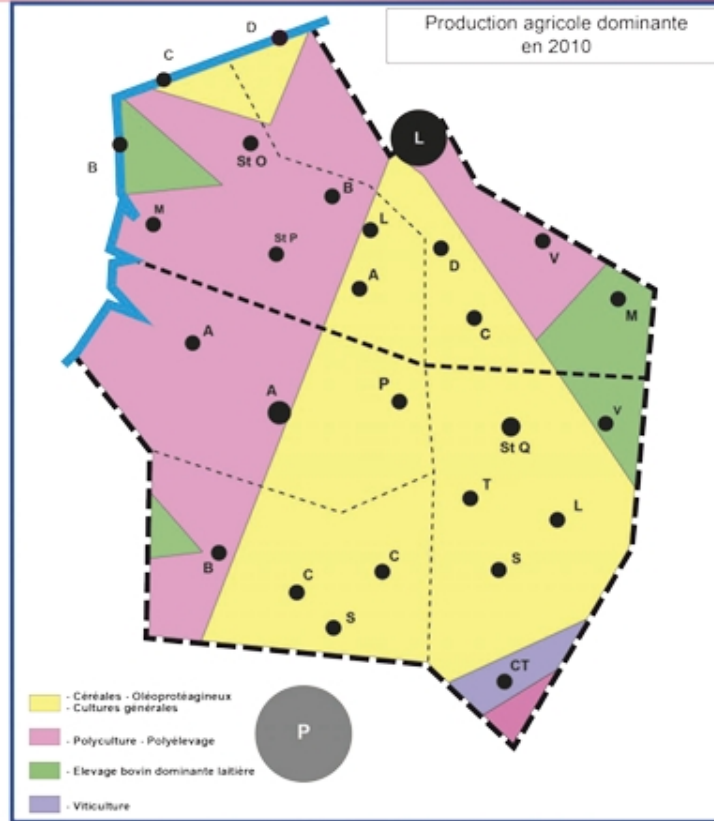 Production agricole dominante
en 2010
D
C
L
B
St O
B
M
L
St P
D
V
A
M
C
A
P
A
V
St Q
T
L
C
S
B
C
S
CT
- Céréales - Oléoprotéagineux
- Cultures générales
P
- Polyculture - Polyélevage
- Elevage bovin dominante laitière
- Viticulture